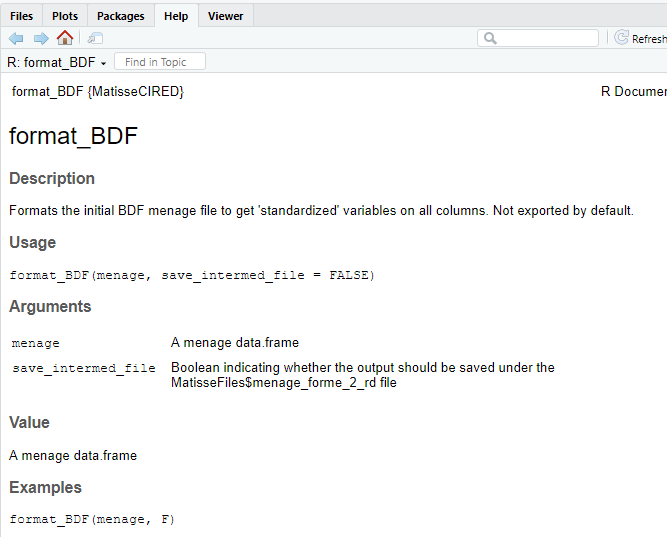 Files Plots Packages Help Viewer
Refresh
R: format_BDF Find in Topic
format_BDF {MatisseCIRED} R Documen
format_BDF
Description
Formats the initial BDF menage file to get 'standardized' variables on all columns. Not exported by default.
Usage
format_BDF(menage, save_intermed_file = FALSE)
Arguments
menage A menage data.frame
save_intermed_file Boolean indicating whether the output should be saved under the
MatisseFiles$menage_forme_2_rd file
Value
A menage data.frame
Examples
format_BDF(menage, F)